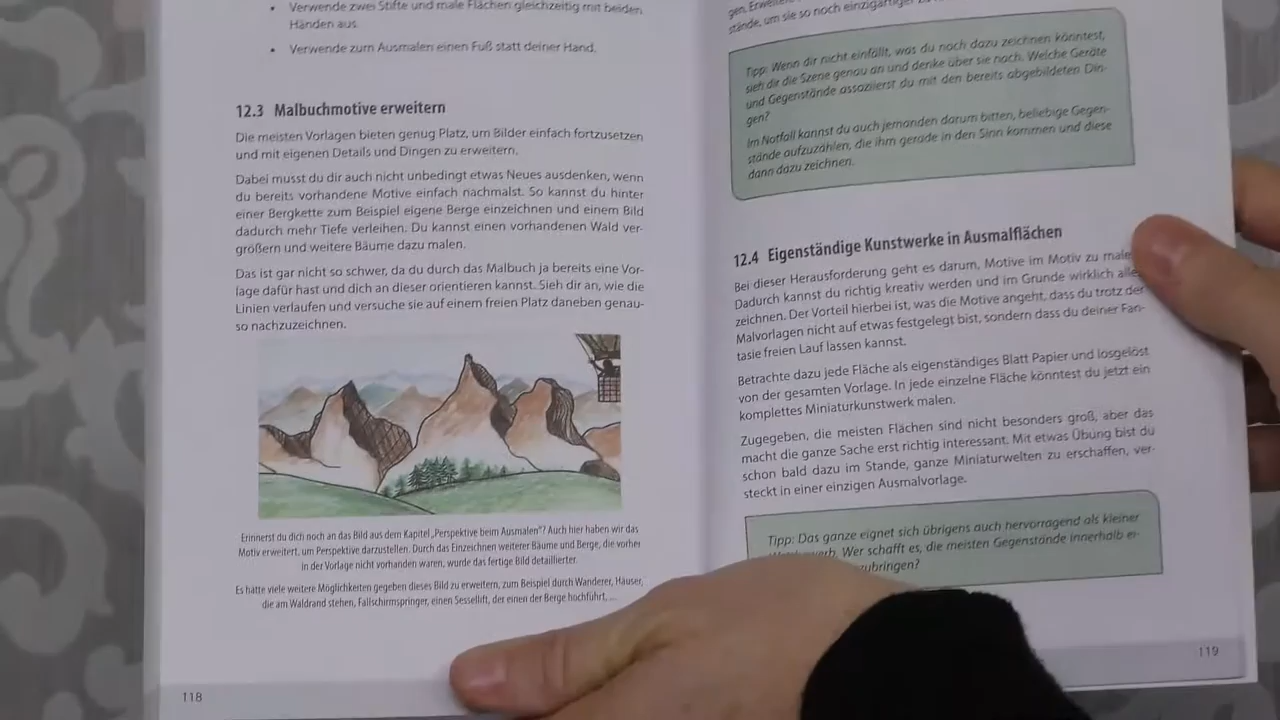 • Verwende zwei Stifte und male Flächen gleichzeitig mit beiden
Händen aus.
• Verwende zum Ausmalen einen Fuß statt deiner Hand.
12.3 Malbuchmotive erweitern
Die meisten Vorlagen bieten genug Platz, um Bilder einfach fortzusetzen
und mit eigenen Details und Dingen zu erweitern.
Dabei musst du dir auch nicht unbedingt etwas Neues ausdenken, wenn
du bereits vorhandene Motive einfach nachmalst. So kannst du hinter
einer Bergkette zum Beispiel eigene Berge einzeichnen und einem Bild
dadurch mehr Tiefe verleihen. Du kannst einen vorhandenen Wald ver-
größern und weitere Bäume dazu malen.
Das ist gar nicht so schwer, da du durch das Malbuch ja bereits eine Vor-
lage dafür hast und dich an dieser orientieren kannst. Sieh dir an, wie die
Linien verlaufen und versuche sie auf einem freien Platz daneben genau-
so nachzuzeichnen.
Erinnerst du dich noch an das Bild aus dem Kapitel „Perspektive beim Ausmalen“? Auch hier haben wir das
Motiv erweitert, um Perspektive darzustellen. Durch das Einzeichnen weiterer Bäume und Berge, die vorher
in der Vorlage nicht vorhanden waren, wurde das fertige Bild detaillierter.
Es hätte viele weitere Möglichkeiten gegeben dieses Bild zu erweitern, zum Beispiel durch Wanderer, Häuser,
die am Waldrand stehen, Fallschirmspringer, einen Sessellift, der einen der Berge hochführt, ...
118
stände, um sie so noch
Tipp: Wenn dir nicht einfällt, was du noch dazu zeichnen könntest,
sieh dir die Szene genau an und denke über sie nach. Welche Geräte
und Gegenstände assoziierst du mit den bereits abgebildeten Din-
gen?
Im Notfall kannst du auch jemanden darum bitten, beliebige Gegen-
stände aufzuzählen, die ihm gerade in den Sinn kommen und diese
dann dazu zeichnen.
12.4 Eigenständige Kunstwerke in Ausmalflächen
Bei dieser Herausforderung geht es darum, Motive im Motiv zu male
Dadurch kannst du richtig kreativ werden und im Grunde wirklich alle
zeichnen. Der Vorteil hierbei ist, was die Motive angeht, dass du trotz der
Malvorlagen nicht auf etwas festgelegt bist, sondern dass du deiner Fan-
tasie freien Lauf lassen kannst.
Betrachte dazu jede Fläche als eigenständiges Blatt Papier und losgelöst
von der gesamten Vorlage. In jede einzelne Fläche könntest du jetzt ein
komplettes Miniaturkunstwerk malen.
Zugegeben, die meisten Flächen sind nicht besonders groß, aber das
macht die ganze Sache erst richtig interessant. Mit etwas Übung bist du
schon bald dazu im Stande, ganze Miniaturwelten zu erschaffen, ver-
steckt in einer einzigen Ausmalvorlage.
Tipp: Das ganze eignet sich übrigens auch hervorragend als kleiner
Wer schafft es, die meisten Gegenstände innerhalb ei-
zubringen?
119